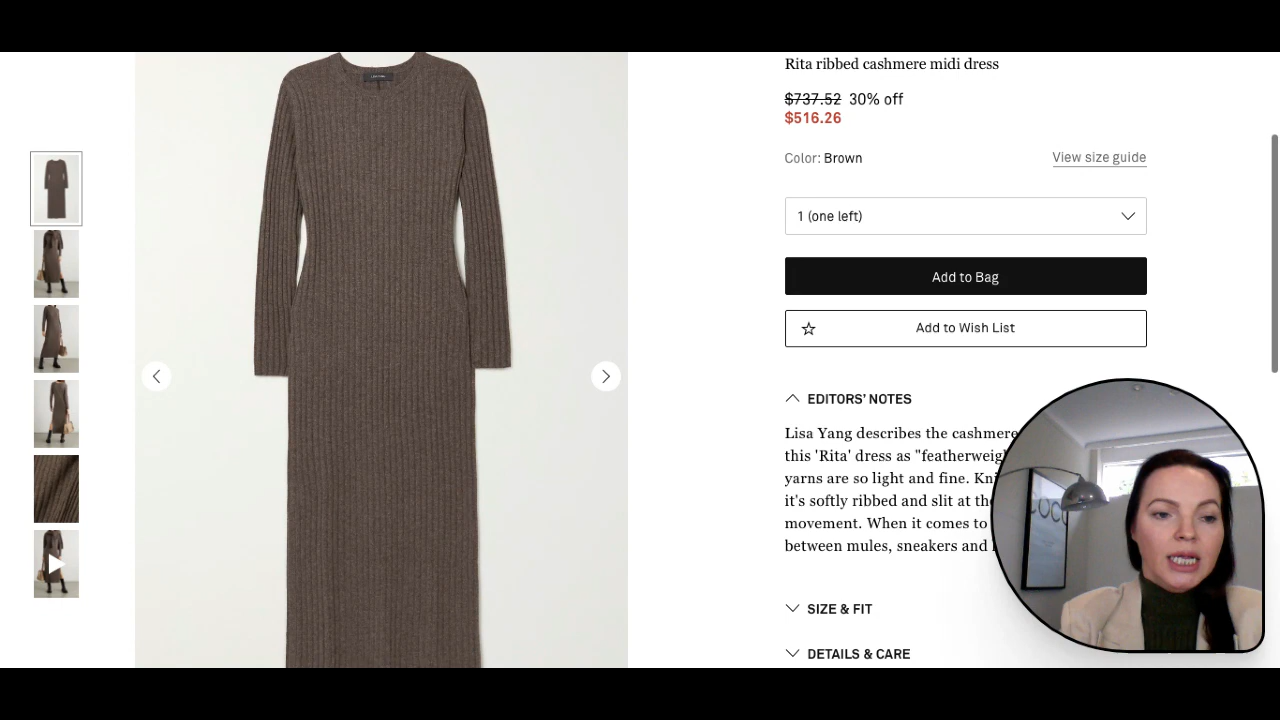 Rita ribbed cashmere midi dress
$737.52 30% off
$516.26
Color: Brown
View size guide
1 (one left)
Add to Bag
Add to Wish List
EDITORS' NOTES
Lisa Yang describes the cashmere
this 'Rita' dress as
yarns are so light and fine.
it's softly ribbed and slit at the
movement. When it comes to
between mules, sneakers and
SIZE & FIT
DETAILS & CARE